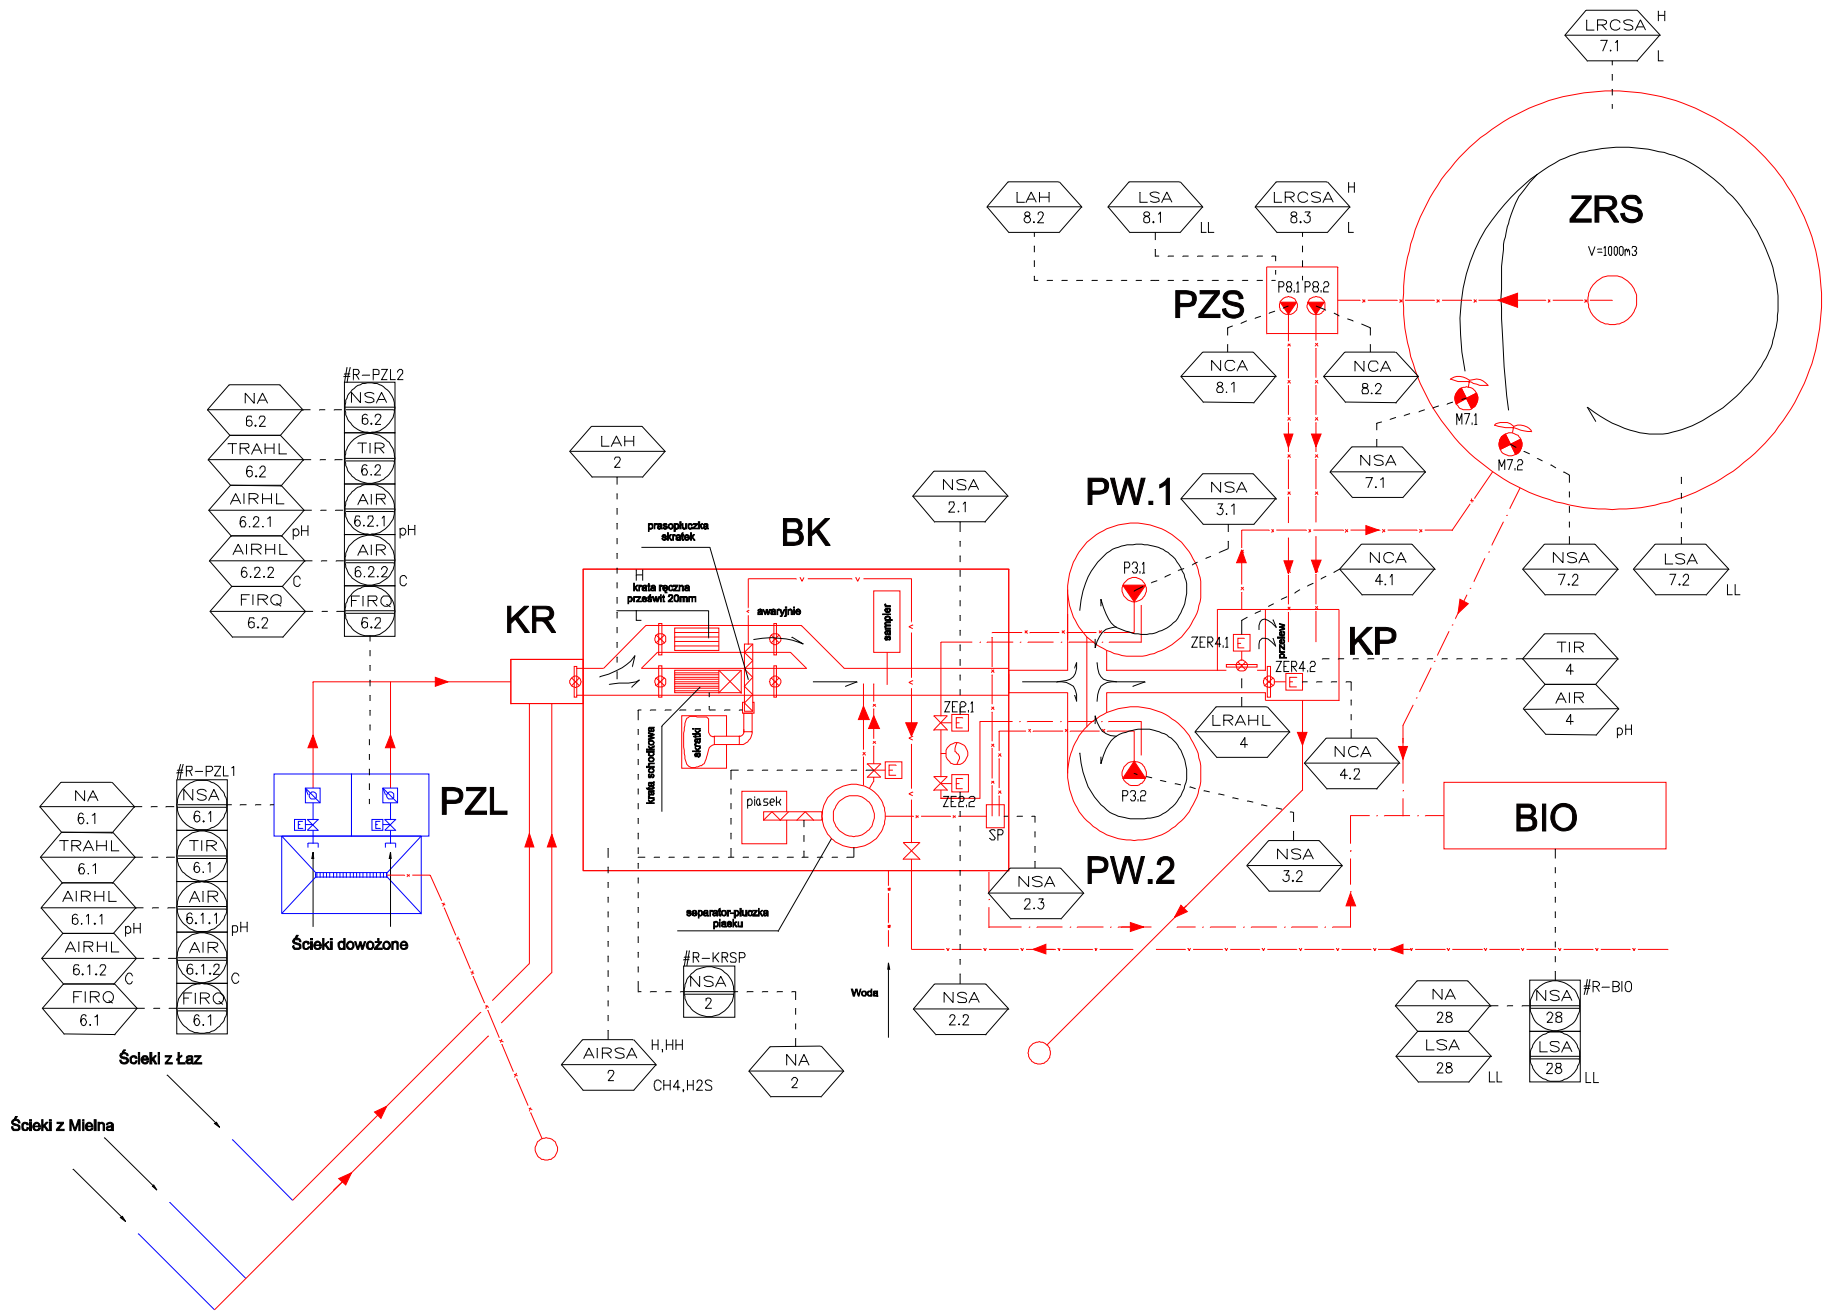 LRCSA
7.1
H
L
ZRS
V=1000m3
LAH
8.2
LSA
8.1
LL
LRCSA
8.3
H
L
PZS
P8.1 P8.2
NCA
8.1
NCA
8.2
M7.1
M7.2
NSA
7.1
NSA
7.2
LSA
7.2
LL
#R-PZL2
NA
6.2
NSA
6.2
TRAHL
6.2
TIR
6.2
AIRHL
6.2.1
pH
AIR
6.2.1
pH
AIRHL
6.2.2
C
AIR
6.2.2
C
FIRQ
6.2
FIRQ
6.2
LAH
2
H
L
NSA
2.1
PW.1
NSA
3.1
P3.1
NCA
4.1
BK
prasopłuczka
skratek
krata ręczna
prześwit 20mm
awaryjnie
sampler
KR
ZER4.1
przelew
KP
ZER4.2
TIR
4
AIR
4
pH
LRAHL
4
NCA
4.2
skratki
krata schodkowa
ZE2.1
ZE2.2
P3.2
PW.2
NSA
3.2
piasek
SP
NSA
2.3
separator-płuczka
piasku
#R-PZL1
PZL
NA
6.1
NSA
6.1
TRAHL
6.1
TIR
6.1
AIRHL
6.1.1
pH
AIR
6.1.1
pH
AIRHL
6.1.2
C
AIR
6.1.2
C
FIRQ
6.1
FIRQ
6.1
Ścieki dowożone
BIO
#R-KRSP
NSA
2
Woda
NSA
2.2
AIRSA
2
H,HH
CH4,H2S
NA
2
NA
28
NSA
28
#R-BIO
LSA
28
LL
LSA
28
LL
Ścieki z Łaz
Ścieki z Mielna